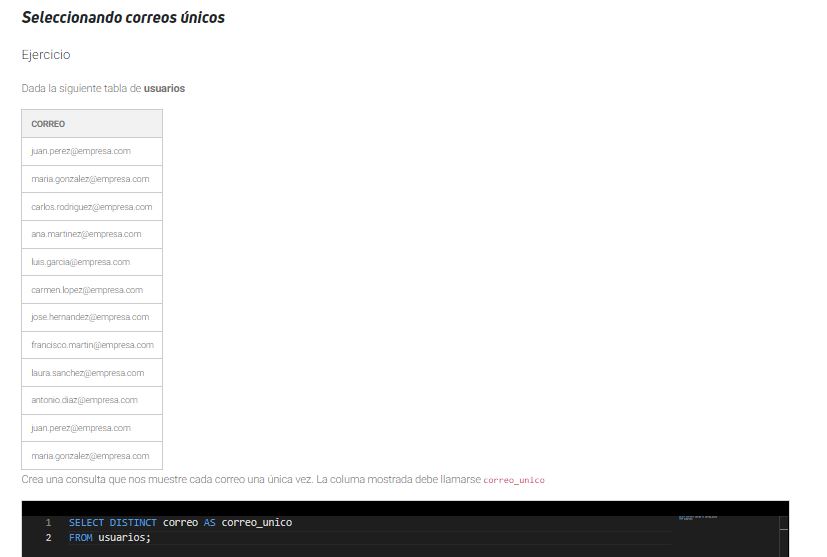 Seleccionando correos únicos
Ejercicio
Dada la siguiente tabla de usuarios
CORREO
juan.perez@empresa.com
maria.gonzalez@empresa.com
carlos.rodriguez@empresa.com
ana.martinez@empresa.com
luis.garcia@empresa.com
carmen.lopez@empresa.com
jose.hernandez@empresa.com
francisco.martin@empresa.com
laura.sanchez@empresa.com
antonio.diaz@empresa.com
juan.perez@empresa.com
maria.gonzalez@empresa.com
Crea una consulta que nos muestre cada correo una única vez. La columa mostrada debe llamarse correo_unico
1 SELECT DISTINCT correo AS correo_unico
2 FROM usuarios;